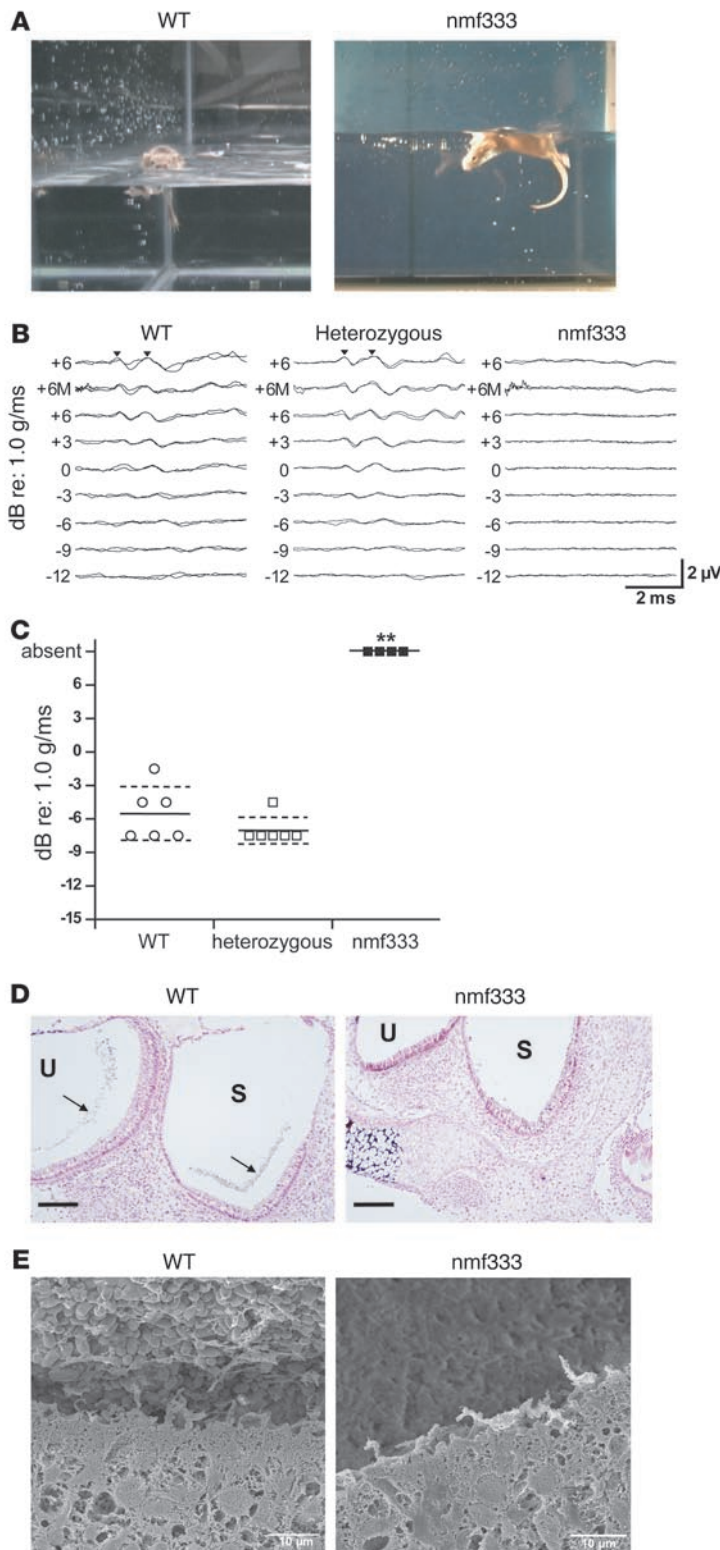 A
WT
nmf333
B
WT
Heterozygous
nmf333
dB re: 1.0 g/ms
+6
+6M
+6
+3
0
-3
-6
-9
-12
+6
+6M
+6
+3
0
-3
-6
-9
-12
+6
+6M
+6
+3
0
-3
-6
-9
-12
2 µV
2 ms
C
dB re: 1.0 g/ms
absent
6
3
0
-3
-6
-9
-12
-15
**
WT
heterozygous
nmf333
D
WT
nmf333
U
S
U
S
E
WT
nmf333
10 µm
10 µm